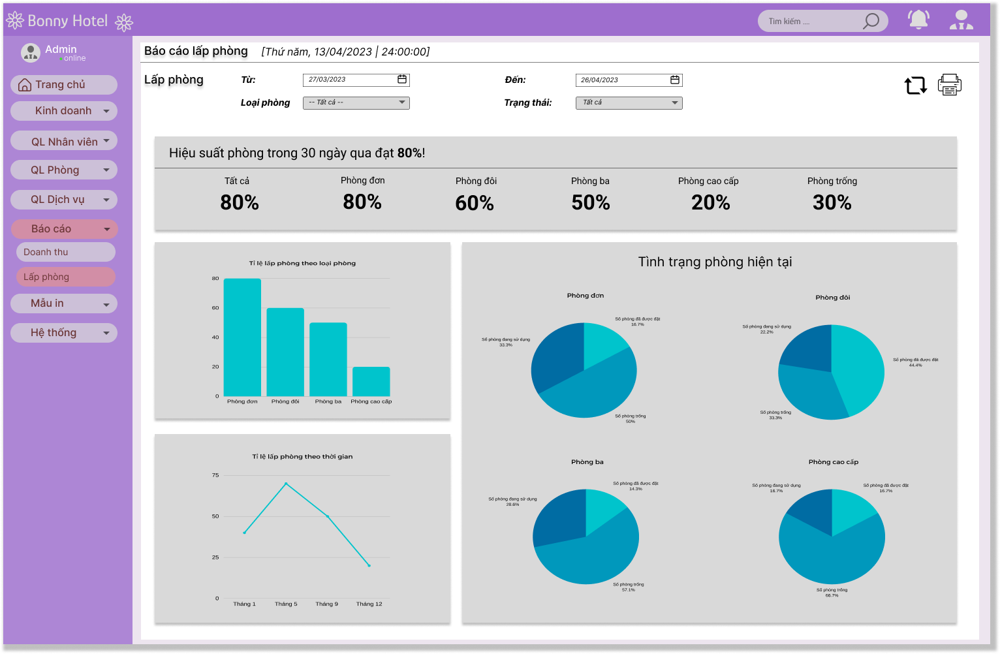 Bonny Hotel
Tìm kiếm ....
Admin
online
Trang chủ
Kinh doanh
QL Nhân viên
QL Phòng
QL Dịch vụ
Báo cáo
Doanh thu
Lấp phòng
Mẫu in
Hệ thống
Báo cáo lấp phòng [Thứ năm, 13/04/2023 | 24:00:00]
Lấp phòng Từ: 27/03/2023 Đến: 26/04/2023
Loại phòng -- Tất cả -- Trạng thái: Tất cả
Hiệu suất phòng trong 30 ngày qua đạt 80%!
Tất cả Phòng đơn Phòng đôi Phòng ba Phòng cao cấp Phòng trống
80% 80% 60% 50% 20% 30%
Tỉ lệ lấp phòng theo loại phòng
80
60
40
20
0
Phòng đơn Phòng đôi Phòng ba Phòng cao cấp
Tỉ lệ lấp phòng theo thời gian
75
50
25
0
Tháng 1 Tháng 5 Tháng 9 Tháng 12
Tình trạng phòng hiện tại
Phòng đơn
Số phòng đã được đặt
16.7%
Số phòng đang sử dụng
33.3%
Số phòng trống
50%
Phòng đôi
Số phòng đang sử dụng
22.2%
Số phòng đã được đặt
44.4%
Số phòng trống
33.3%
Phòng ba
Số phòng đã được đặt
14.3%
Số phòng đang sử dụng
28.6%
Số phòng trống
57.1%
Phòng cao cấp
Số phòng đang sử dụng
16.7%
Số phòng đã được đặt
16.7%
Số phòng trống
66.7%